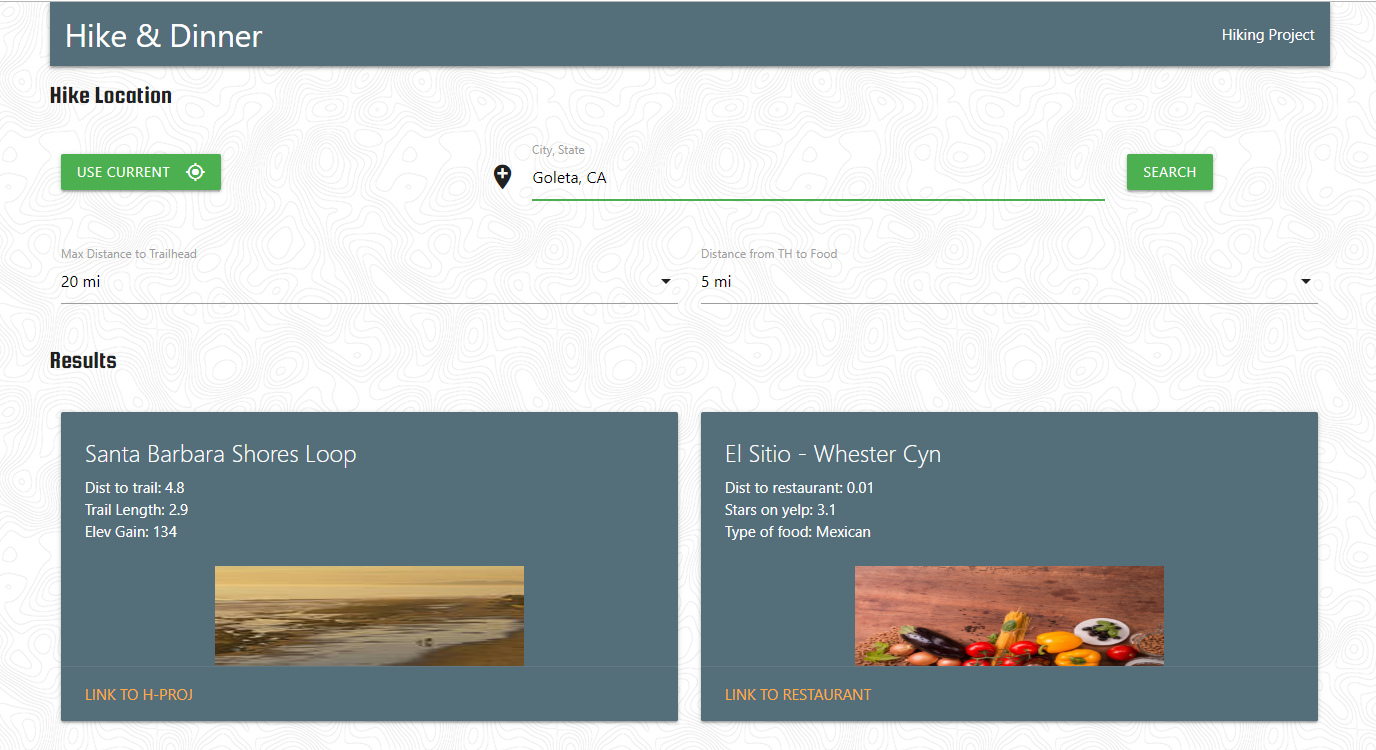 Hike & Dinner
Hiking Project
Hike Location
USE CURRENT
City, State
Goleta, CA
SEARCH
Max Distance to Trailhead
20 mi
Distance from TH to Food
5 mi
Results
Santa Barbara Shores Loop
Dist to trail: 4.8
Trail Length: 2.9
Elev Gain: 134
LINK TO H-PROJ
El Sitio - Whester Cyn
Dist to restaurant: 0.01
Stars on yelp: 3.1
Type of food: Mexican
LINK TO RESTAURANT